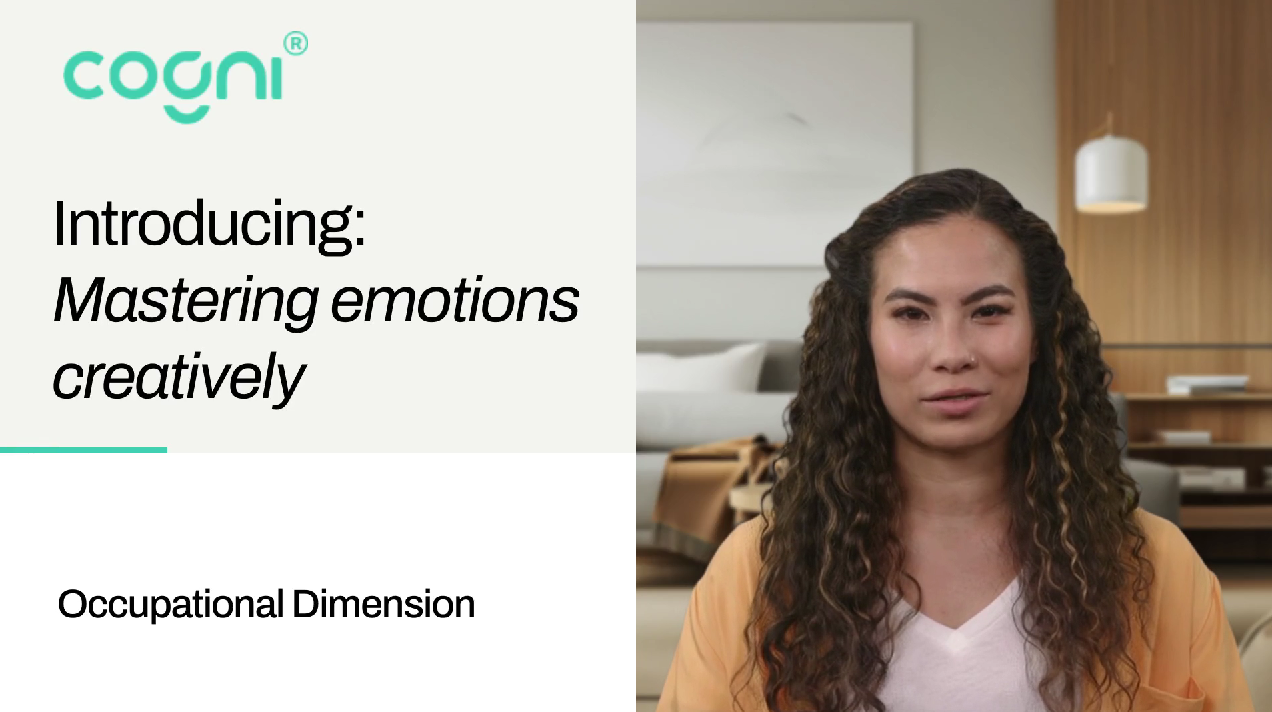 cogni®
Introducing:
Mastering emotions
creatively
Occupational Dimension